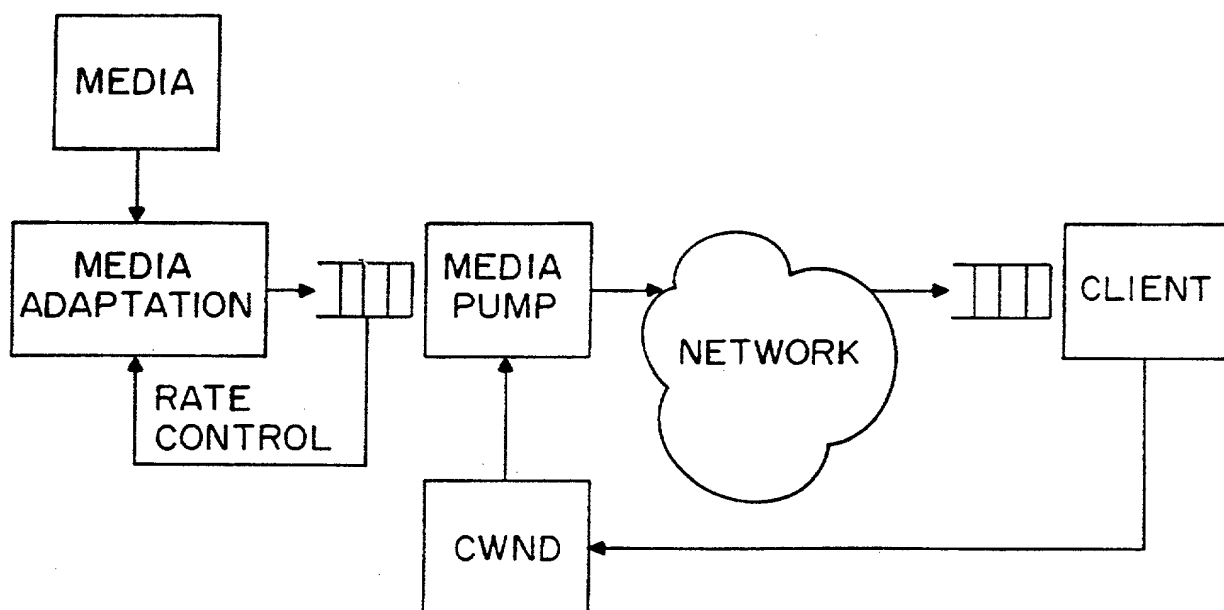 MEDIA
MEDIA
ADAPTATION
MEDIA
PUMP
NETWORK
CLIENT
RATE
CONTROL
CWND